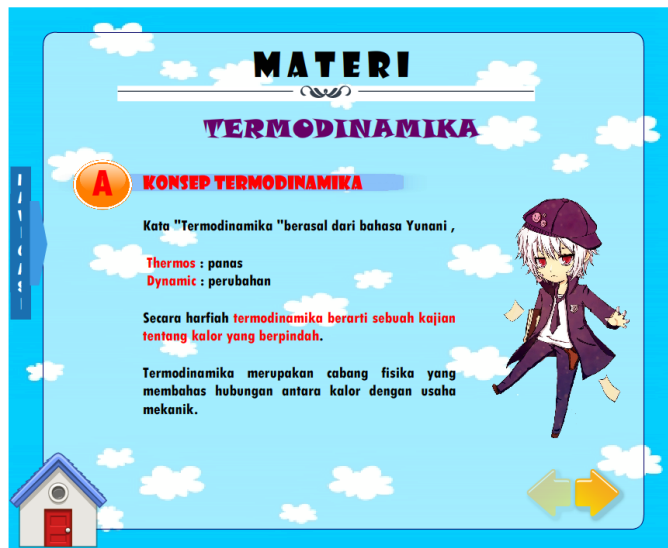 MATERI
TERMODINAMIKA
A KONSEP TERMODINAMIKA
Kata "Termodinamika "berasal dari bahasa Yunani ,
Thermos : panas
Dynamic : perubahan
Secara harfiah termodinamika berarti sebuah kajian
tentang kalor yang berpindah.
Termodinamika merupakan cabang fisika yang
membahas hubungan antara kalor dengan usaha
mekanik.